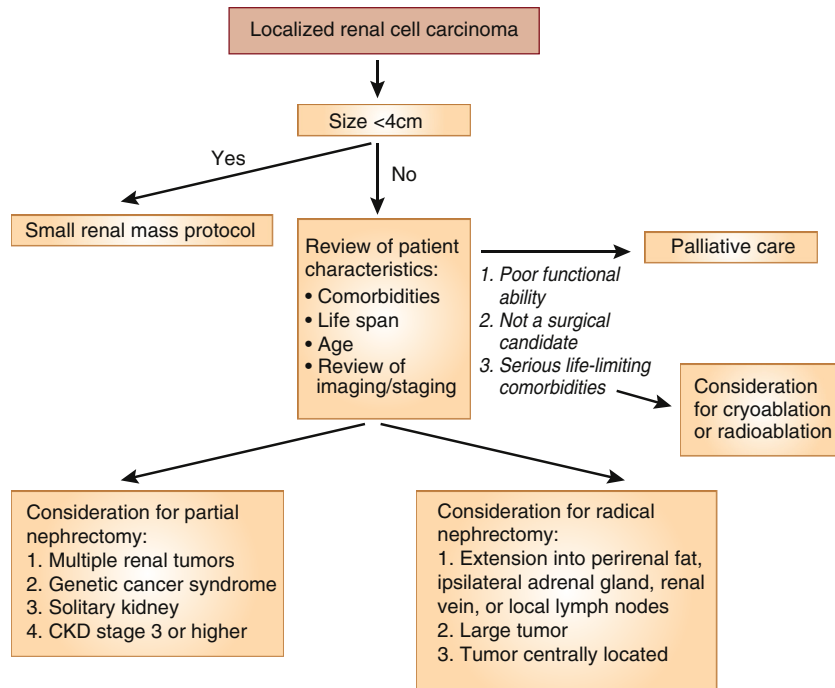 Localized renal cell carcinoma
Size <4cm
Yes
No
Small renal mass protocol
Review of patient
characteristics:
• Comorbidities
• Life span
• Age
• Review of
imaging/staging
Palliative care
1. Poor functional
ability
2. Not a surgical
candidate
3. Serious life-limiting
comorbidities
Consideration
for cryoablation
or radioablation
Consideration for partial
nephrectomy:
1. Multiple renal tumors
2. Genetic cancer syndrome
3. Solitary kidney
4. CKD stage 3 or higher
Consideration for radical
nephrectomy:
1. Extension into perirenal fat,
ipsilateral adrenal gland, renal
vein, or local lymph nodes
2. Large tumor
3. Tumor centrally located